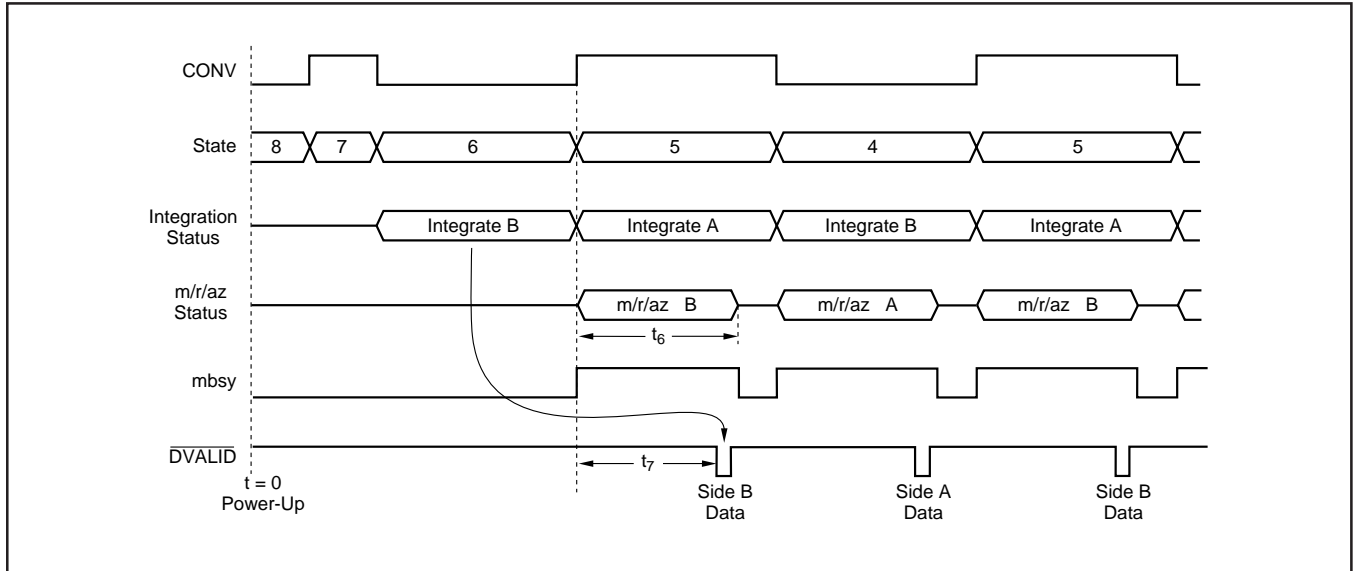 CONV
State
8 7 6 5 4 5
Integration
Status
Integrate B Integrate A Integrate B Integrate A
m/r/az
Status
m/r/az B m/r/az A m/r/az B
t6
mbsy
DVALID
t7
t = 0
Power-Up
Side B
Data
Side A
Data
Side B
Data